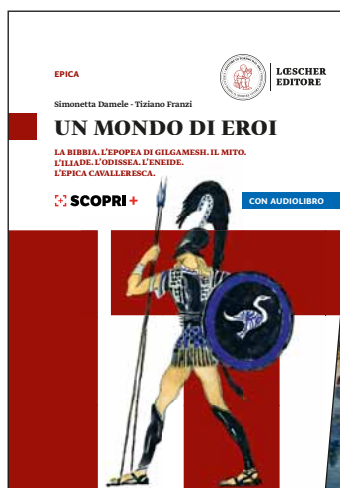 EPICA
LŒSCHER
EDITORE
Simonetta Damele - Tiziano Franzi
UN MONDO DI EROI
LA BIBBIA. L'EPOPEA DI GILGAMESH. IL MITO.
L'ILIADE. L'ODISSEA. L'ENEIDE.
L'EPICA CAVALLERESCA.
SCOPRI+
CON AUDIOLIBRO